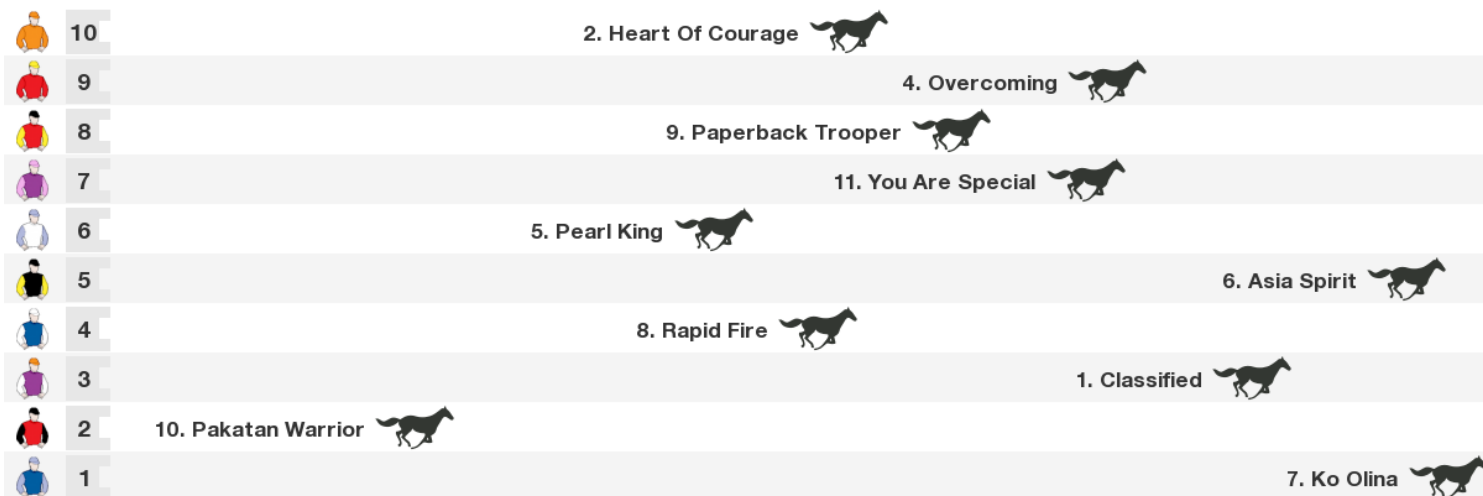 10 2. Heart Of Courage
9 4. Overcoming
8 9. Paperback Trooper
7 11. You Are Special
6 5. Pearl King
5 6. Asia Spirit
4 8. Rapid Fire
3 1. Classified
2 10. Pakatan Warrior
1 7. Ko Olina